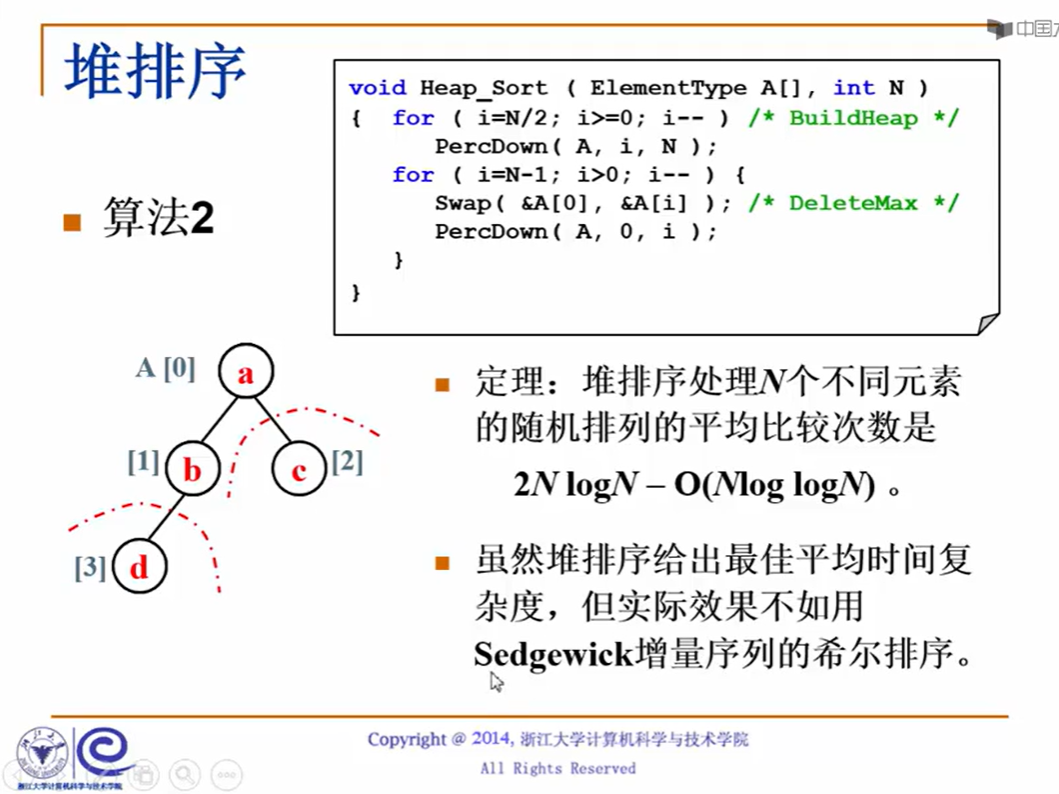 中国
堆排序
void Heap_Sort ( ElementType A[], int N )
{ for ( i=N/2; i>=0; i-- ) /* BuildHeap */
PercDown( A, i, N );
for ( i=N-1; i>0; i-- ) {
Swap( &A[0], &A[i] ); /* DeleteMax */
PercDown( A, 0, i );
}
}
算法2
A [0] a
[1] b c [2]
[3] d
定理：堆排序处理N个不同元素
的随机排列的平均比较次数是
2N logN – O(Nlog logN) 。
虽然堆排序给出最佳平均时间复
杂度，但实际效果不如用
Sedgewick增量序列的希尔排序。
Copyright @ 2014, 浙江大学计算机科学与技术学院
All Rights Reserved
浙江大学计算机科学与技术学院